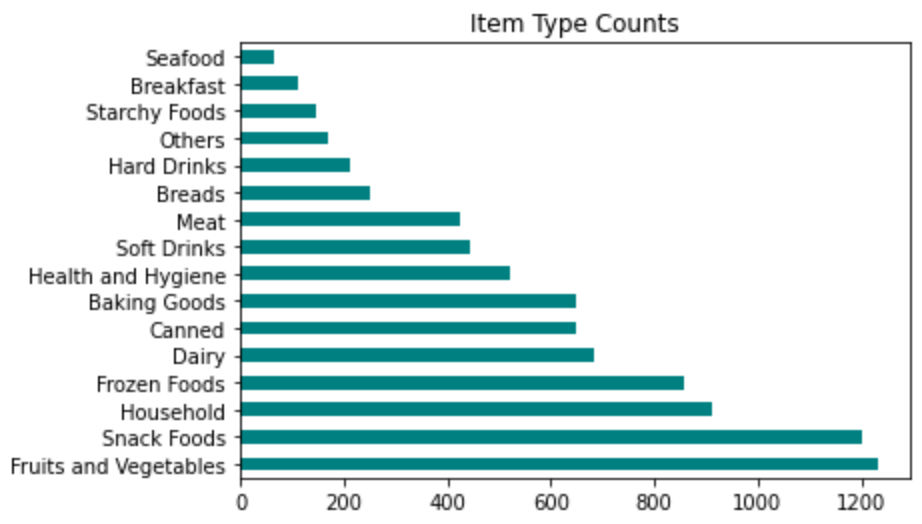 Item Type Counts
Seafood
Breakfast
Starchy Foods
Others
Hard Drinks
Breads
Meat
Soft Drinks
Health and Hygiene
Baking Goods
Canned
Dairy
Frozen Foods
Household
Snack Foods
Fruits and Vegetables
0 200 400 600 800 1000 1200